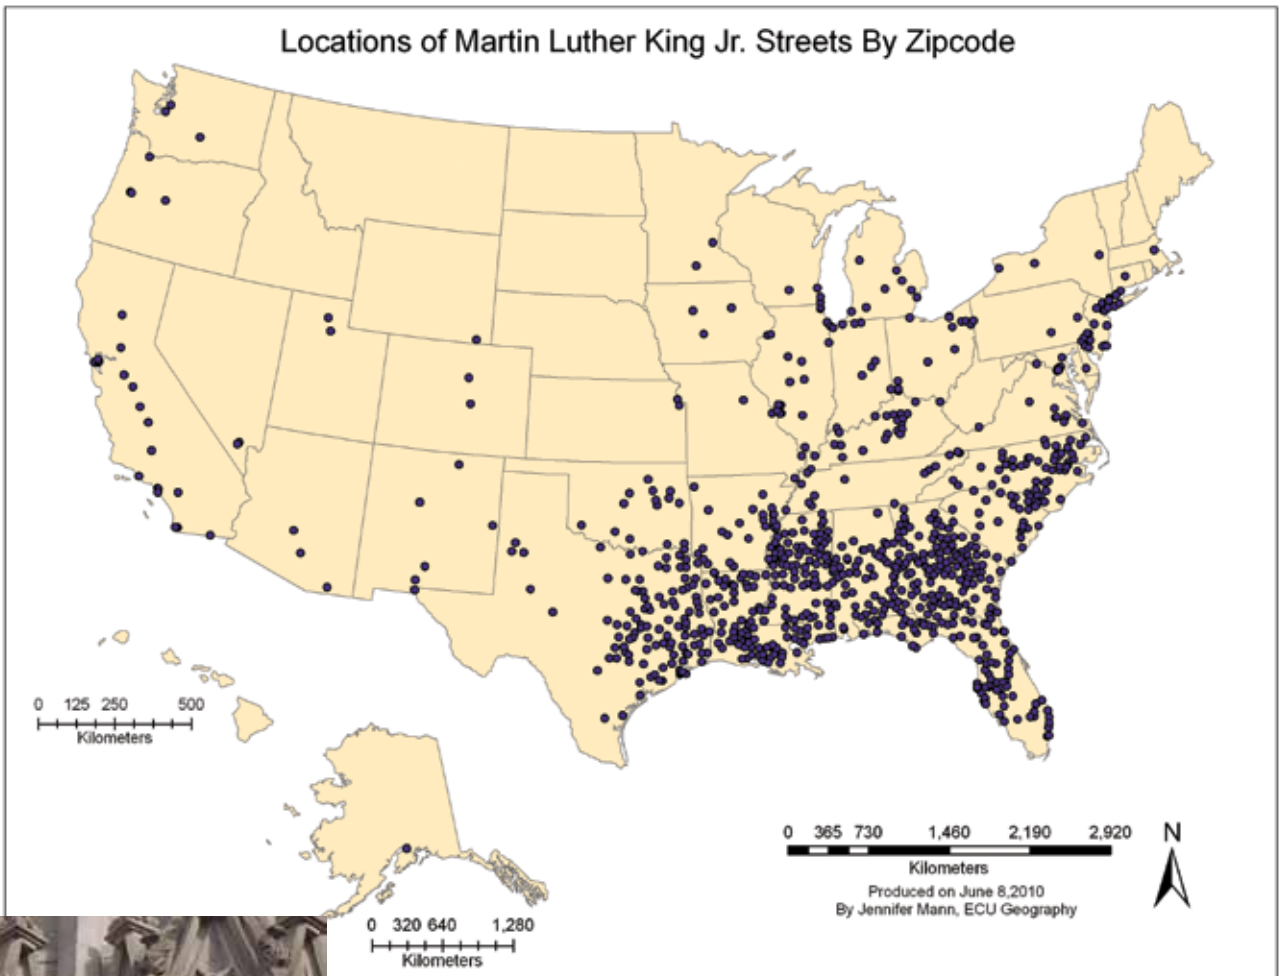 Locations of Martin Luther King Jr. Streets By Zipcode
0 125 250 500
Kilometers
0 365 730 1,460 2,190 2,920
Kilometers
N
Produced on June 8,2010
By Jennifer Mann, ECU Geography
0 320 640 1,280
Kilometers